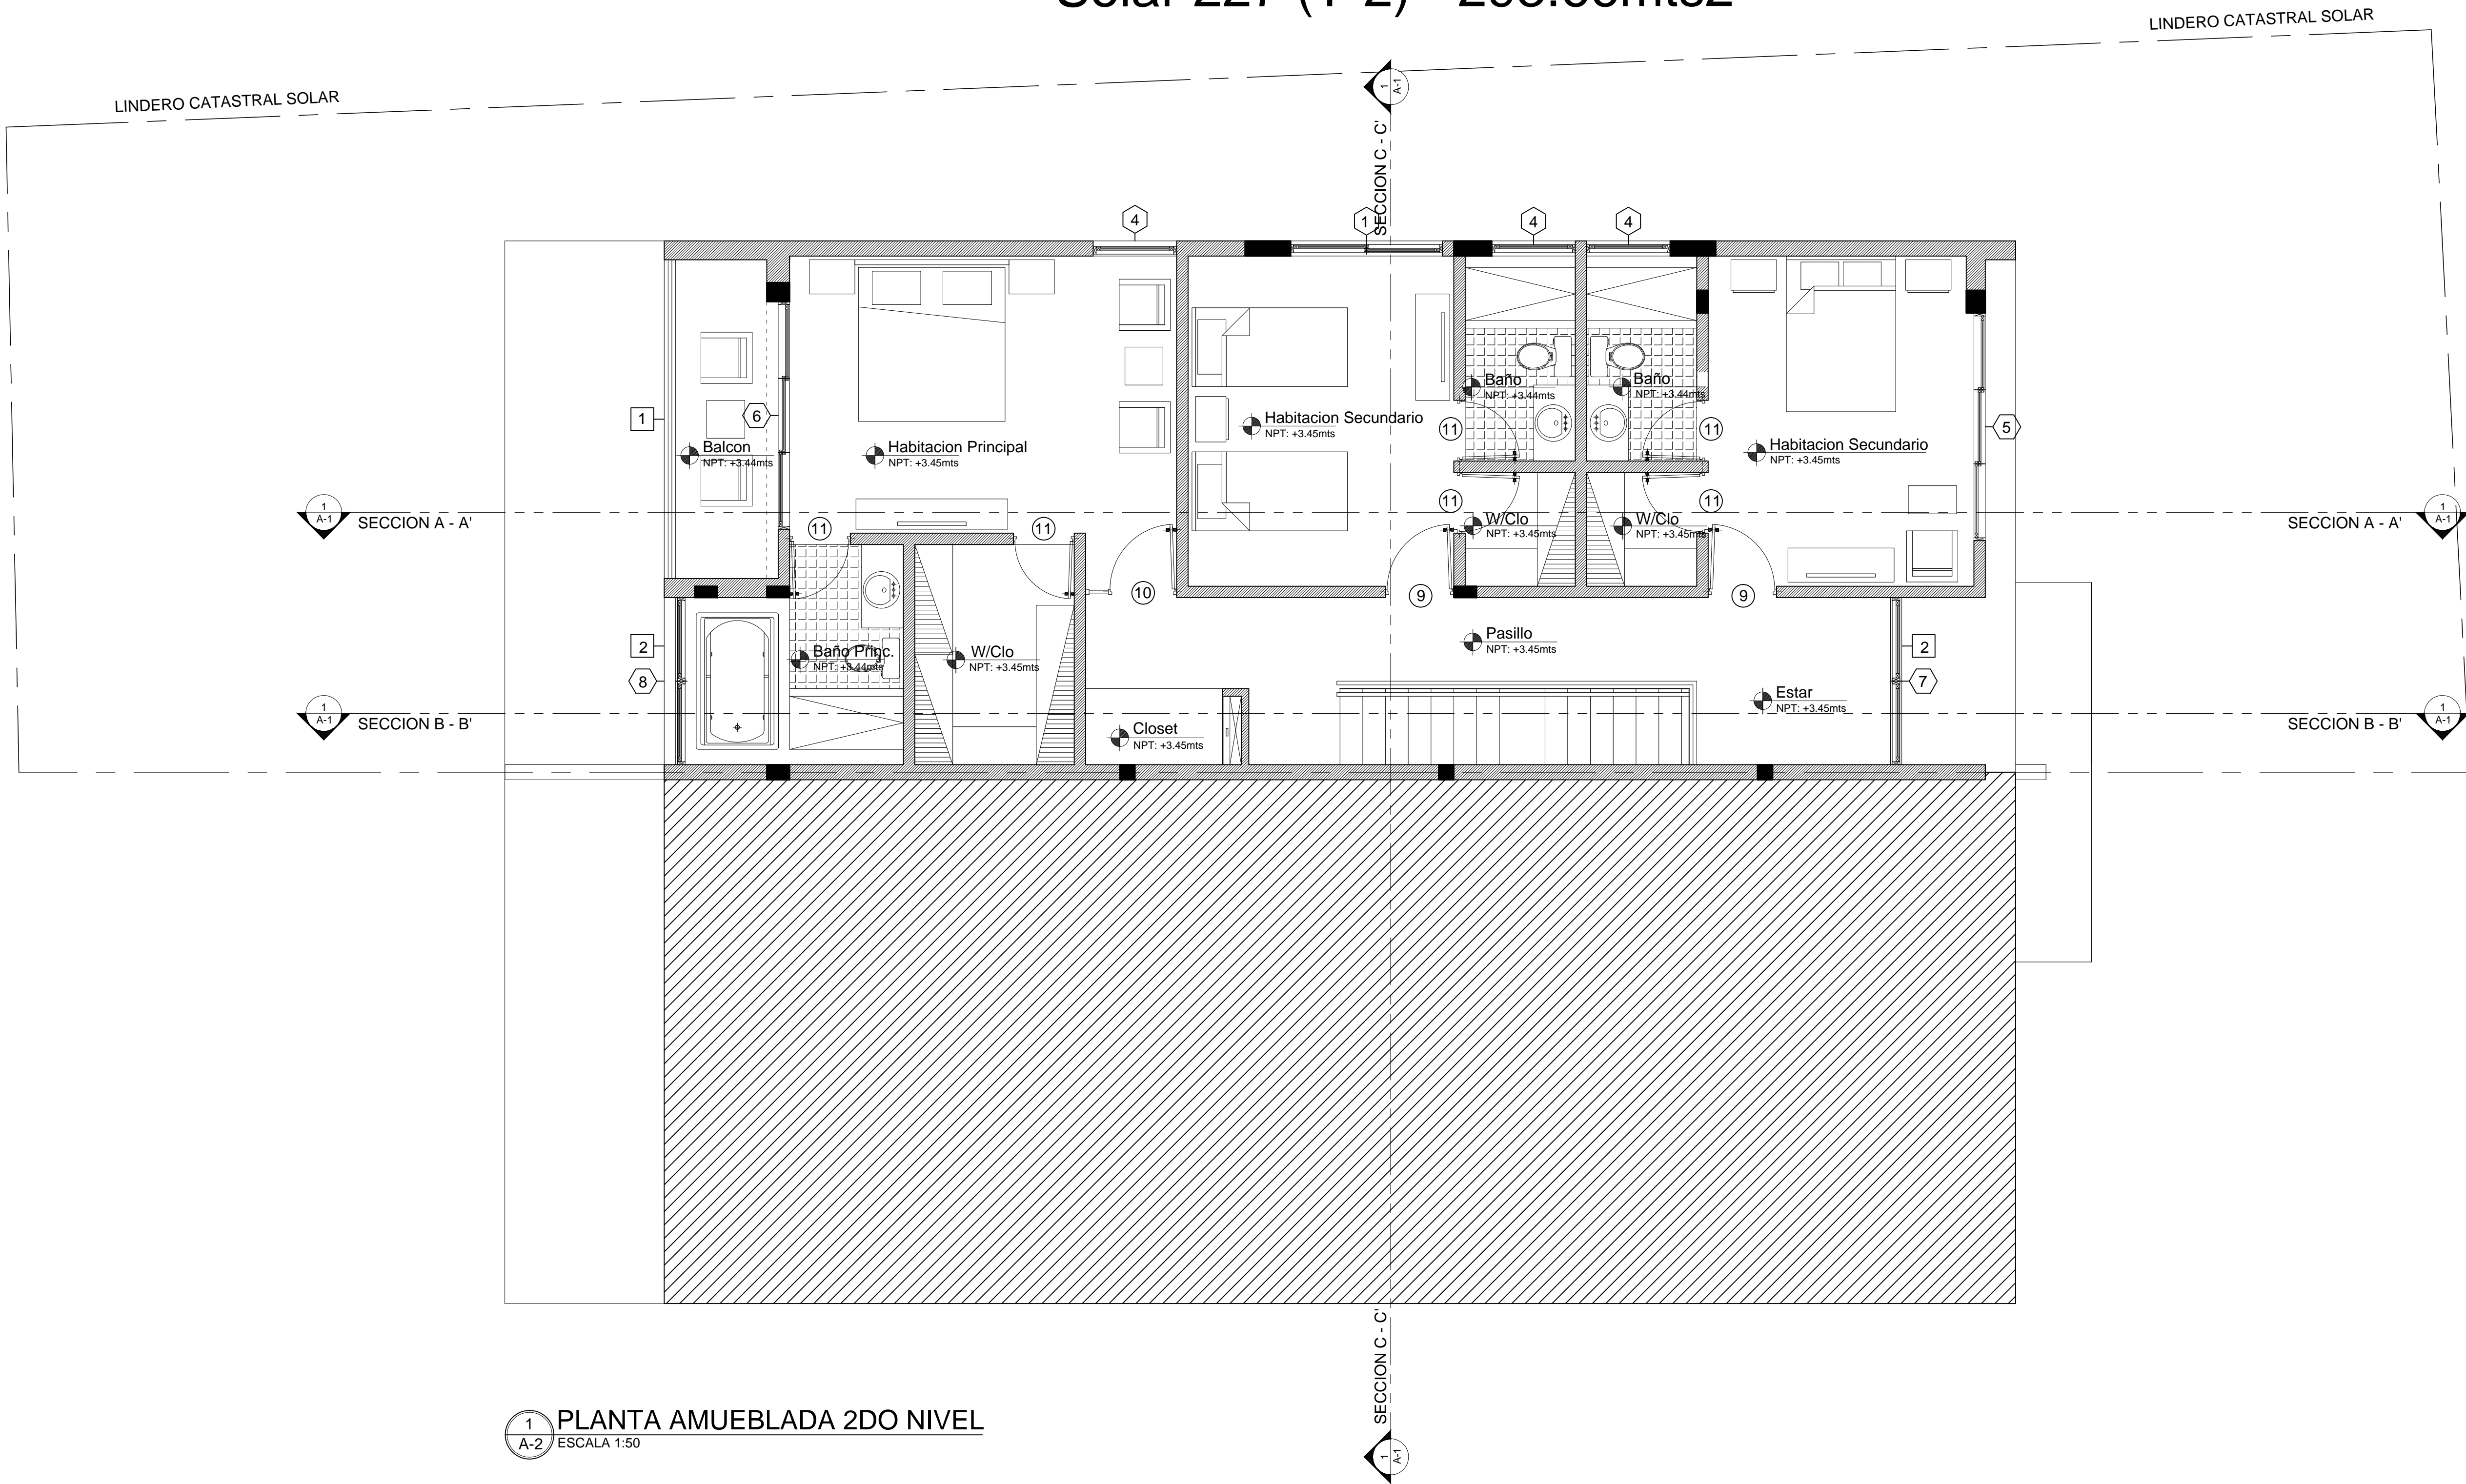 LINDERO CATASTRAL SOLAR
LINDERO CATASTRAL SOLAR
1
A-1
SECCION C - C'
4
1
4
4
1
6
Balcon
NPT: +3.44mts
Habitacion Principal
NPT: +3.45mts
Habitacion Secundario
NPT: +3.45mts
Baño
NPT: +3.44mts
Baño
NPT: +3.44mts
11
11
Habitacion Secundario
NPT: +3.45mts
5
1
A-1
SECCION A - A'
11
11
11
11
W/Clo
NPT: +3.45mts
W/Clo
NPT: +3.45mts
SECCION A - A'
1
A-1
10
9
9
2
8
Baño Princ.
NPT: +3.44mts
W/Clo
NPT: +3.45mts
Pasillo
NPT: +3.45mts
2
7
1
A-1
SECCION B - B'
Closet
NPT: +3.45mts
Estar
NPT: +3.45mts
SECCION B - B'
1
A-1
SECCION C - C'
1
A-1
1
A-2
PLANTA AMUEBLADA 2DO NIVEL
ESCALA 1:50